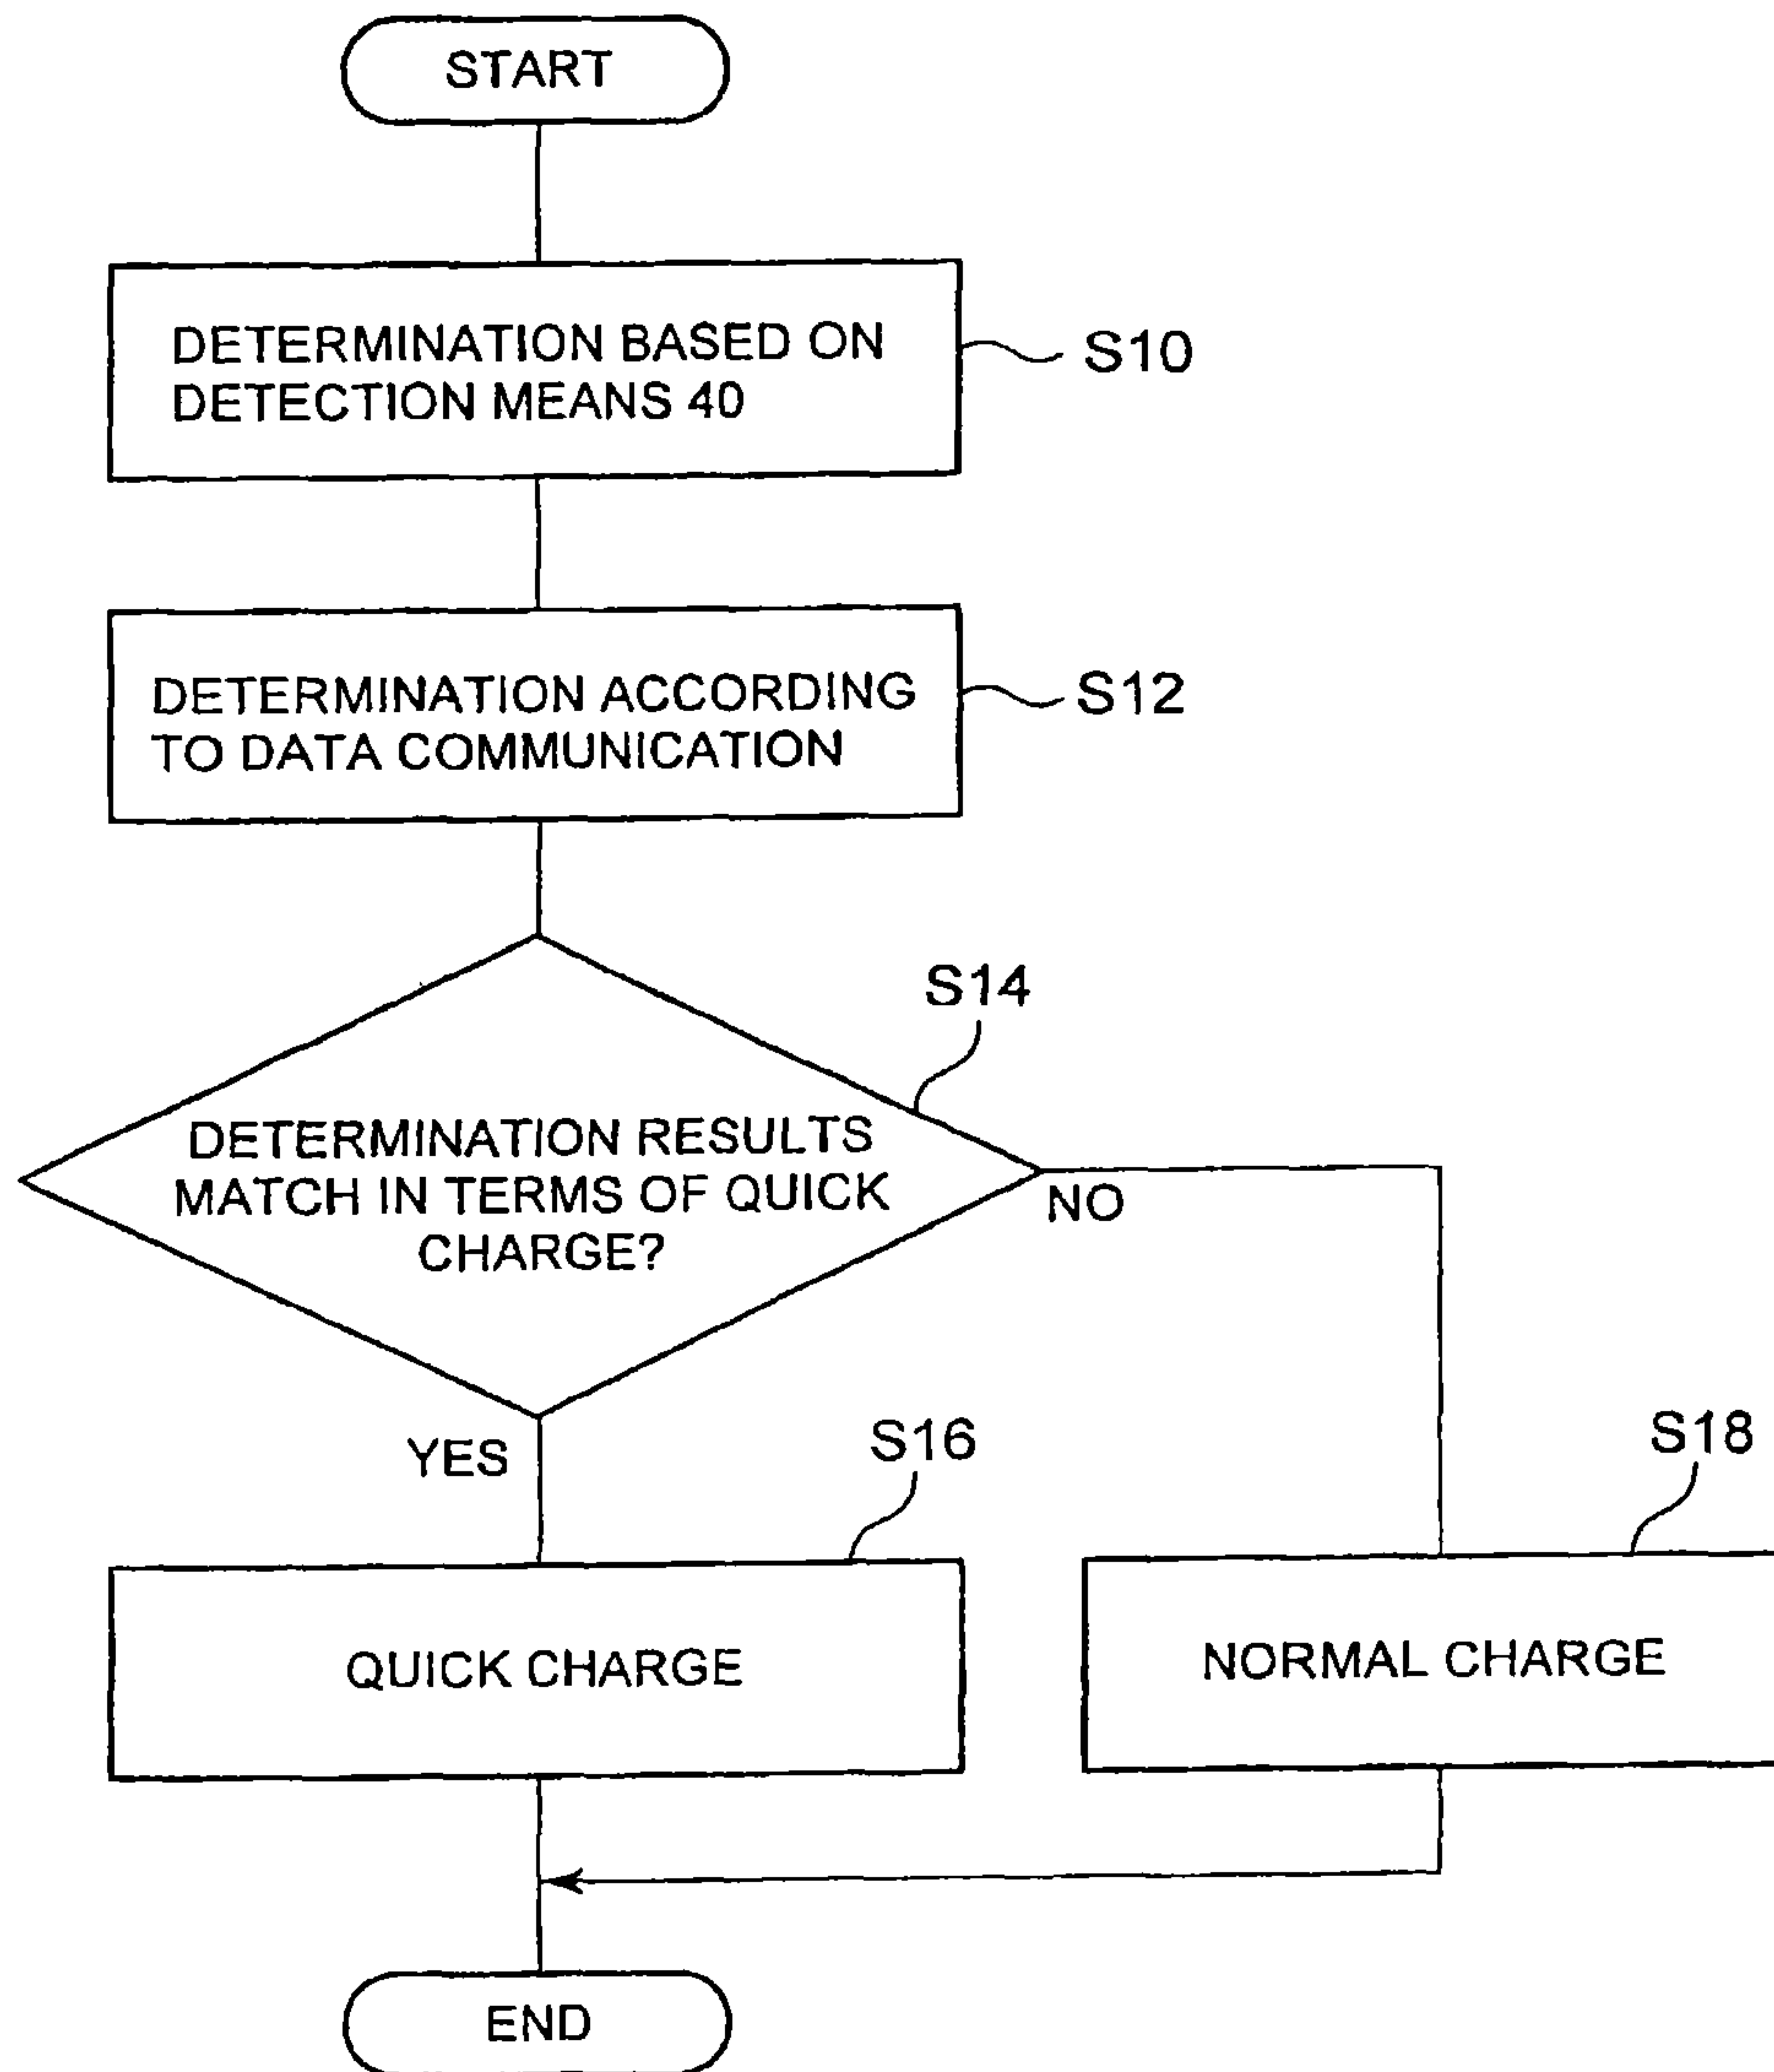 START
DETERMINATION BASED ON
DETECTION MEANS 40
S10
DETERMINATION ACCORDING
TO DATA COMMUNICATION
S12
S14
DETERMINATION RESULTS
MATCH IN TERMS OF QUICK
CHARGE?
NO
YES
S16
S18
QUICK CHARGE
NORMAL CHARGE
END